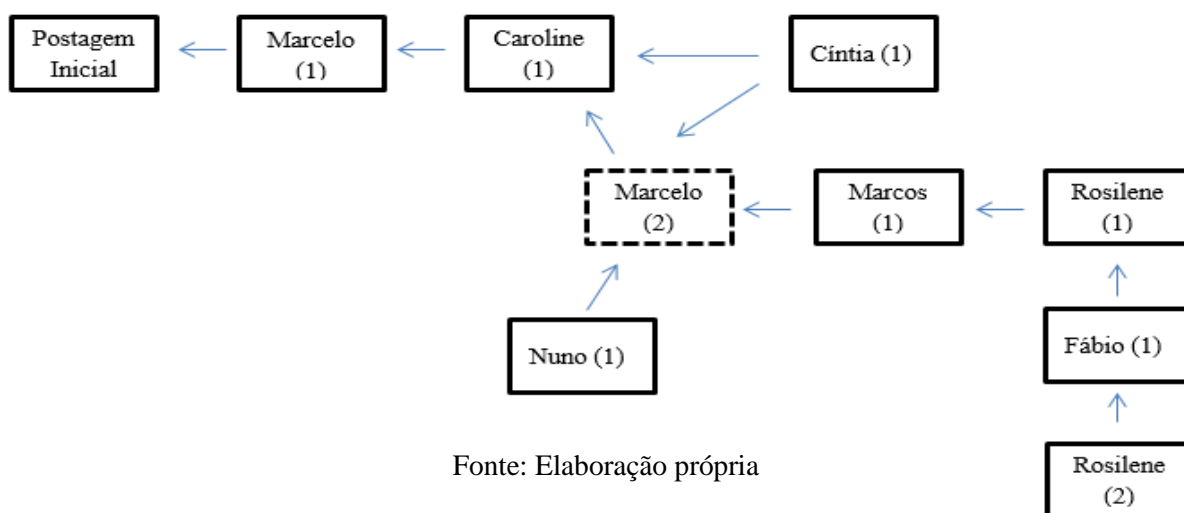 Postagem
Inicial
Marcelo
(1)
Caroline
(1)
Cíntia (1)
Marcelo
(2)
Marcos
(1)
Rosilene
(1)
Nuno (1)
Fábio (1)
Fonte: Elaboração própria
Rosilene
(2)